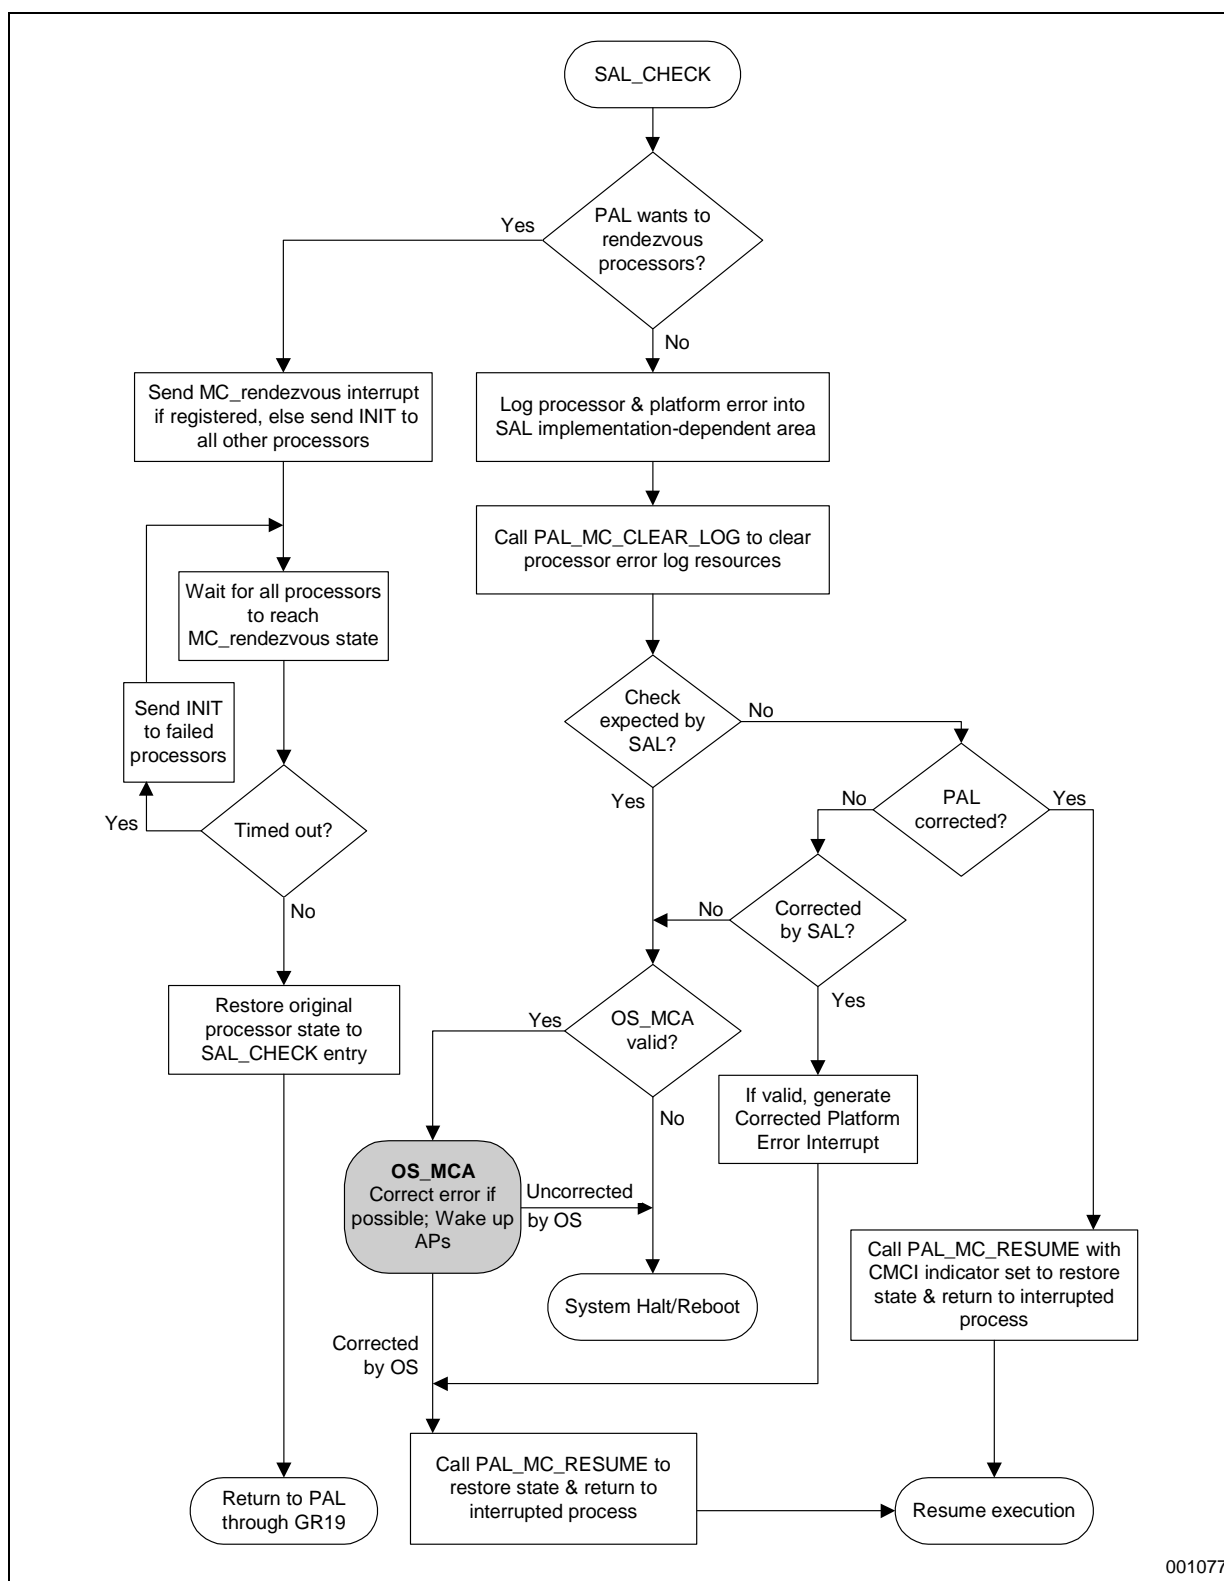 SAL_CHECK
PAL wants to
rendezvous
processors?
Yes
No
Send MC_rendezvous interrupt
if registered, else send INIT to
all other processors
Log processor & platform error into
SAL implementation-dependent area
Call PAL_MC_CLEAR_LOG to clear
processor error log resources
Wait for all processors
to reach
MC_rendezvous state
Send INIT
to failed
processors
Check
expected by
SAL?
No
Yes
Timed out?
Yes
No
PAL
corrected?
No
Yes
Corrected
by SAL?
No
Yes
Restore original
processor state to
SAL_CHECK entry
OS_MCA
valid?
Yes
No
If valid, generate
Corrected Platform
Error Interrupt
OS_MCA
Correct error if
possible; Wake up
APs
Uncorrected
by OS
Call PAL_MC_RESUME with
CMCI indicator set to restore
state & return to interrupted
process
System Halt/Reboot
Corrected
by OS
Return to PAL
through GR19
Call PAL_MC_RESUME to
restore state & return to
interrupted process
Resume execution
001077